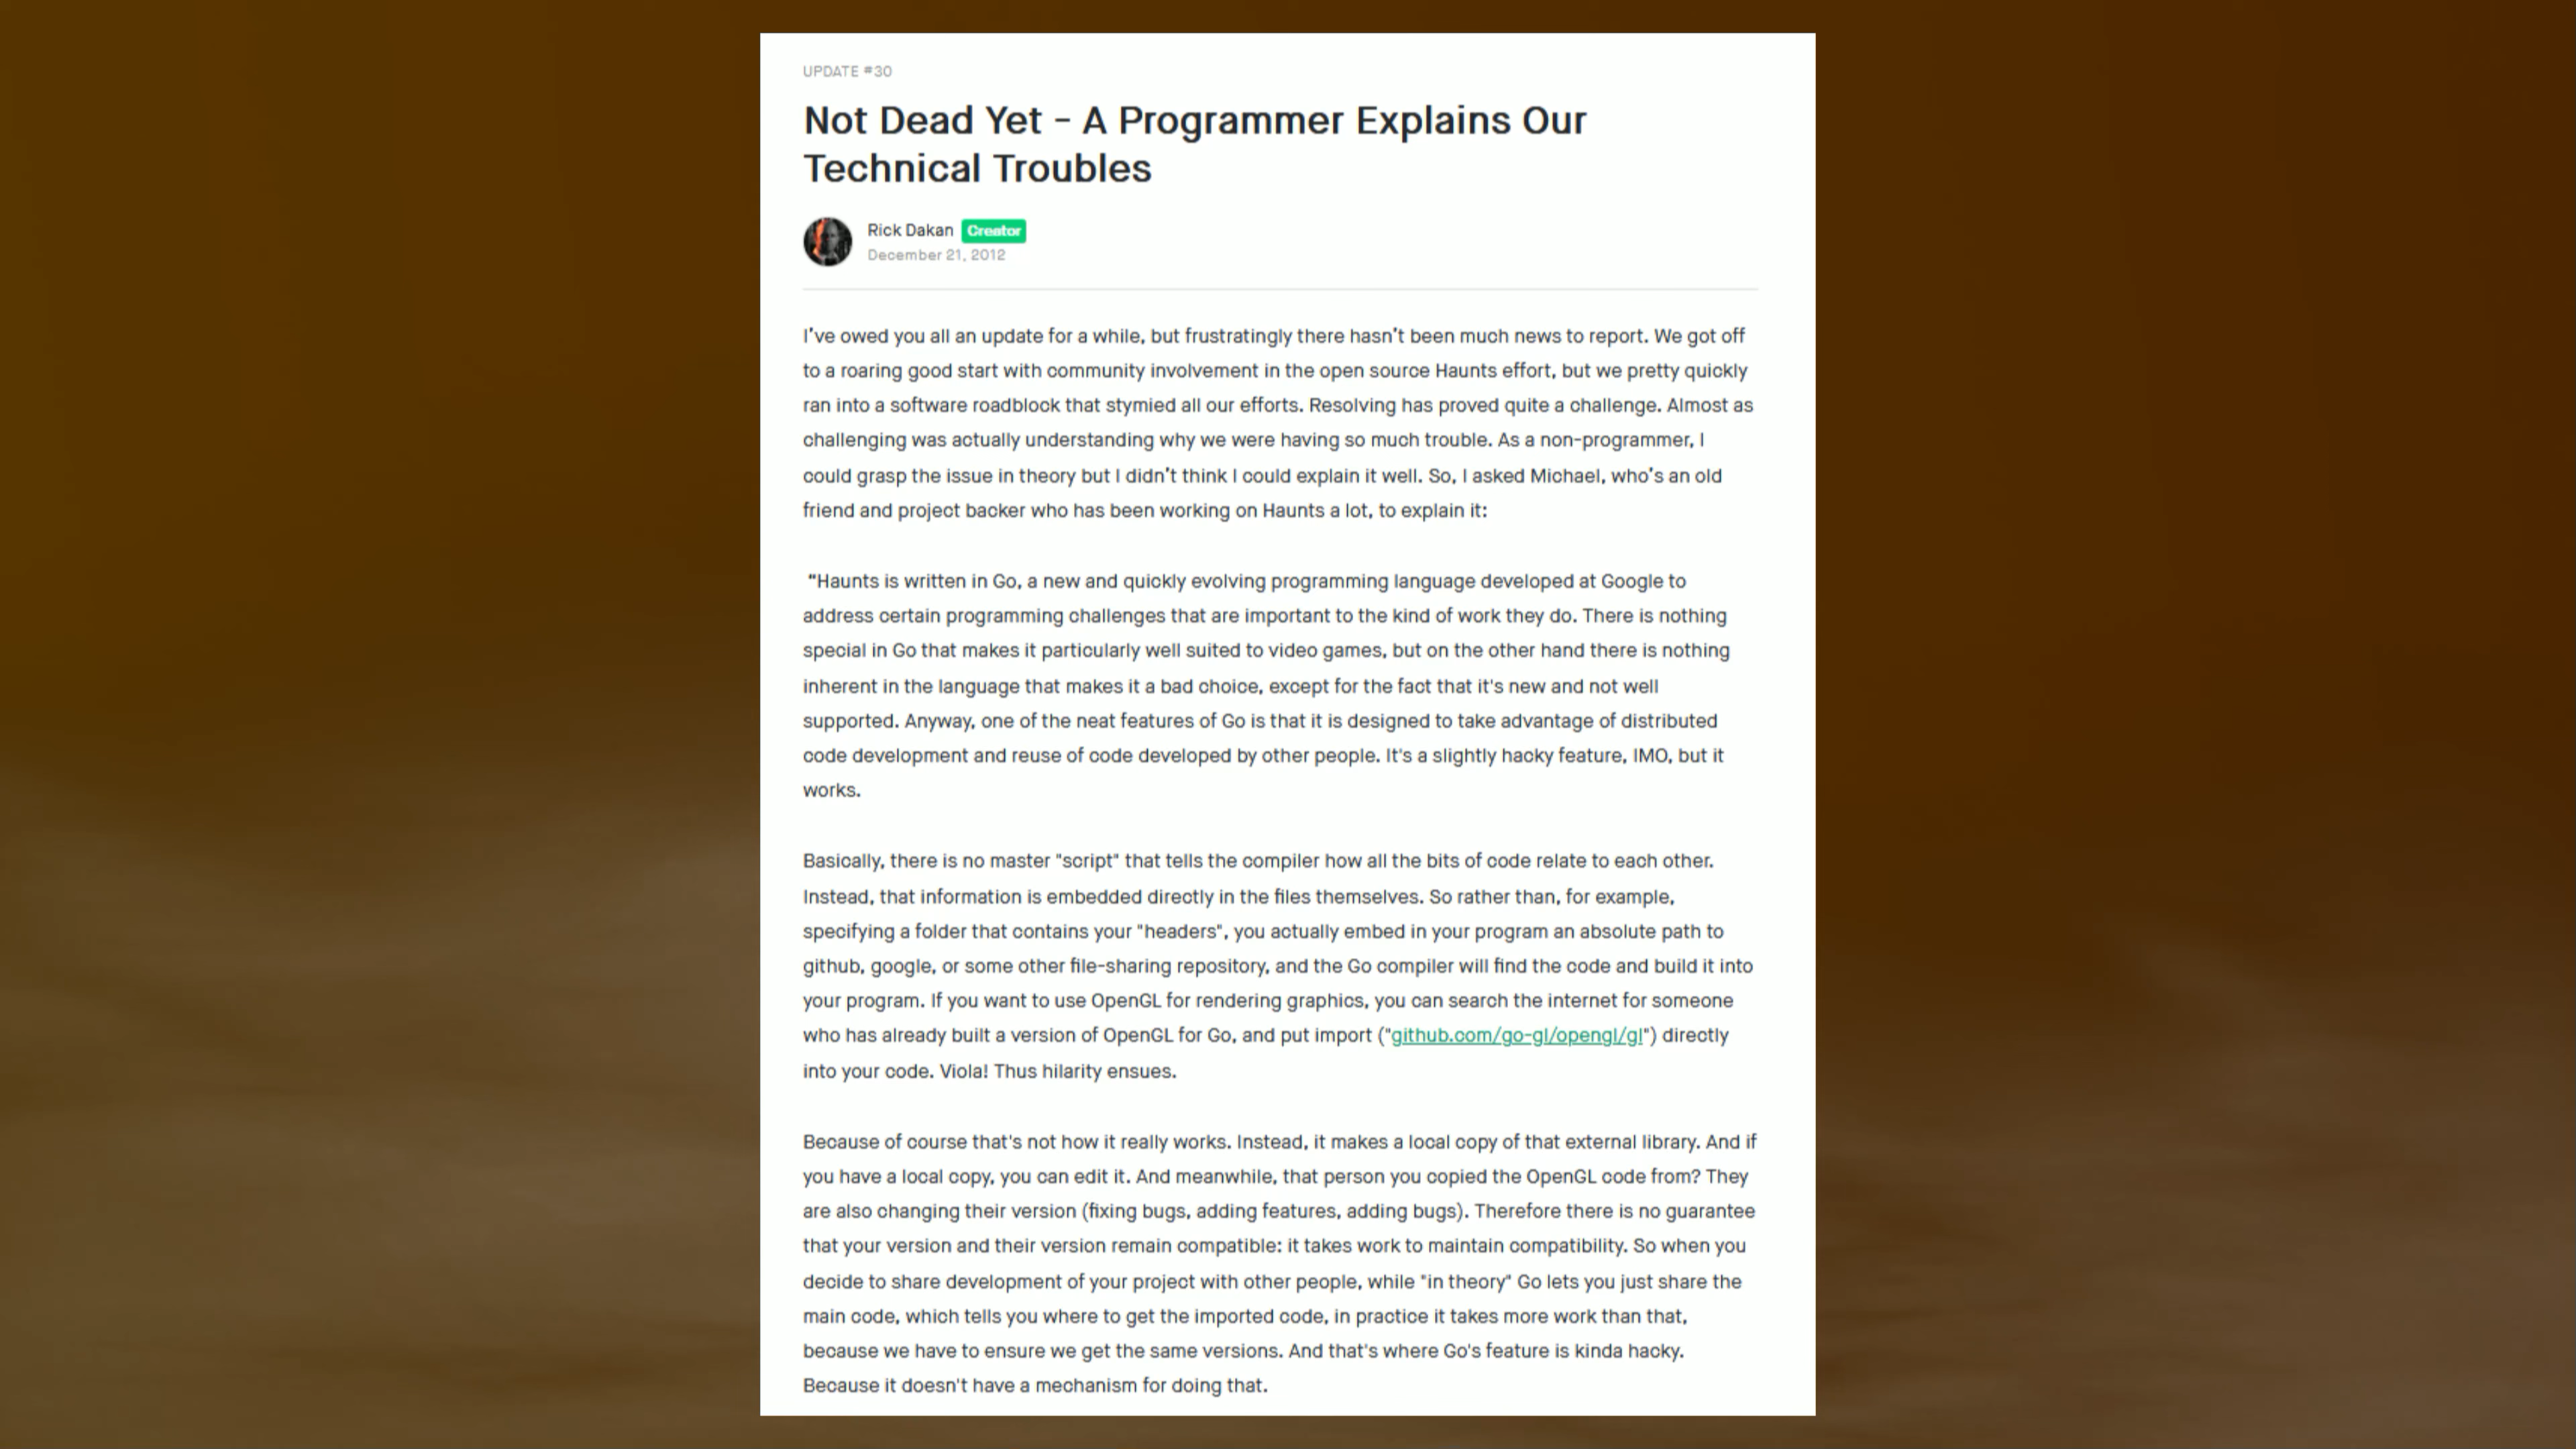 UPDATE #30
Not Dead Yet - A Programmer Explains Our
Technical Troubles
Rick Dakan Creator
December 21, 2012
I've owed you all an update for a while, but frustratingly there hasn't been much news to report. We got off
to a roaring good start with community involvement in the open source Haunts effort, but we pretty quickly
ran into a software roadblock that stymied all our efforts. Resolving has proved quite a challenge. Almost as
challenging was actually understanding why we were having so much trouble. As a non-programmer, I
could grasp the issue in theory but I didn't think I could explain it well. So, I asked Michael, who's an old
friend and project backer who has been working on Haunts a lot, to explain it:
“Haunts is written in Go, a new and quickly evolving programming language developed at Google to
address certain programming challenges that are important to the kind of work they do. There is nothing
special in Go that makes it particularly well suited to video games, but on the other hand there is nothing
inherent in the language that makes it a bad choice, except for the fact that it's new and not well
supported. Anyway, one of the neat features of Go is that it is designed to take advantage of distributed
code development and reuse of code developed by other people. It's a slightly hacky feature, IMO, but it
works.
Basically, there is no master "script" that tells the compiler how all the bits of code relate to each other.
Instead, that information is embedded directly in the files themselves. So rather than, for example,
specifying a folder that contains your "headers", you actually embed in your program an absolute path to
github, google, or some other file-sharing repository, and the Go compiler will find the code and build it into
your program. If you want to use OpenGL for rendering graphics, you can search the internet for someone
who has already built a version of OpenGL for Go, and put import ("github.com/go-gl/opengl/gl") directly
into your code. Viola! Thus hilarity ensues.
Because of course that's not how it really works. Instead, it makes a local copy of that external library. And if
you have a local copy, you can edit it. And meanwhile, that person you copied the OpenGL code from? They
are also changing their version (fixing bugs, adding features, adding bugs). Therefore there is no guarantee
that your version and their version remain compatible: it takes work to maintain compatibility. So when you
decide to share development of your project with other people, while "in theory" Go lets you just share the
main code, which tells you where to get the imported code, in practice it takes more work than that,
because we have to ensure we get the same versions. And that's where Go's feature is kinda hacky.
Because it doesn't have a mechanism for doing that.